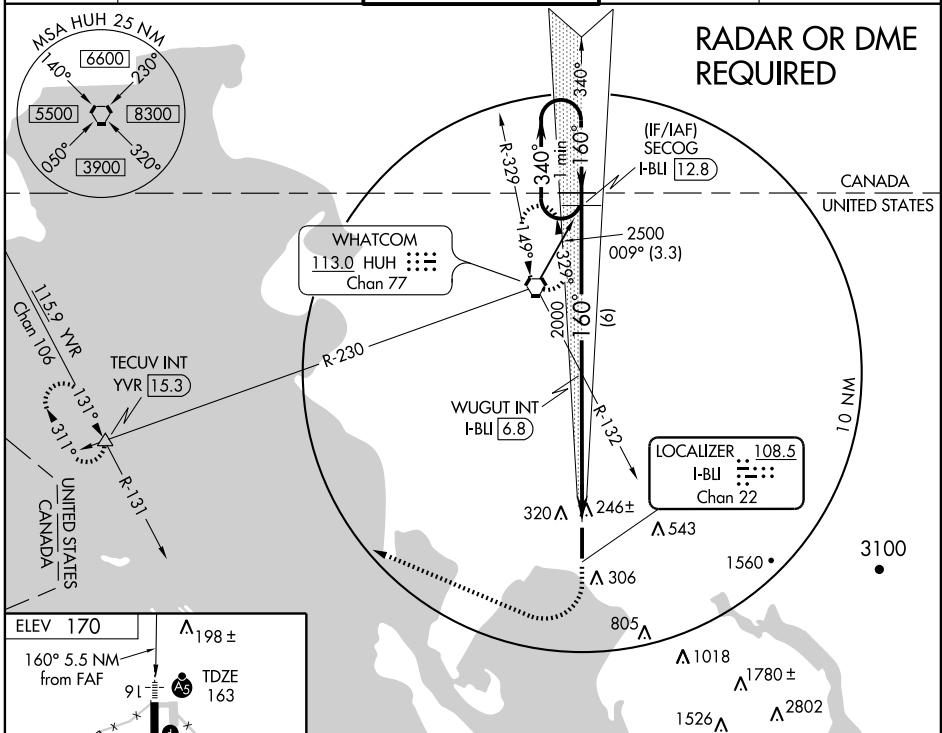 MSA HUH 25 NM
6600
140°
230°
5500
8300
050°
320°
3900
RADAR OR DME
REQUIRED
340°
340°
1 min
160°
R-329
(IF/IAF)
SECOG
I-BLI 12.8
CANADA
UNITED STATES
WHATCOM
113.0 HUH
Chan 77
149°
329°
2500
009° (3.3)
2000
160°
(6)
115.9 YVR
Chan 106
R-230
TECUV INT
YVR 15.3
131°
311°
R-131
WUGUT INT
I-BLI 6.8
R-132
10 NM
LOCALIZER 108.5
I-BLI
Chan 22
UNITED STATES
CANADA
320
246±
543
306
1560
3100
805
1018
1780±
2802
1526
ELEV 170
198±
160° 5.5 NM
from FAF
16
A5
TDZE
163